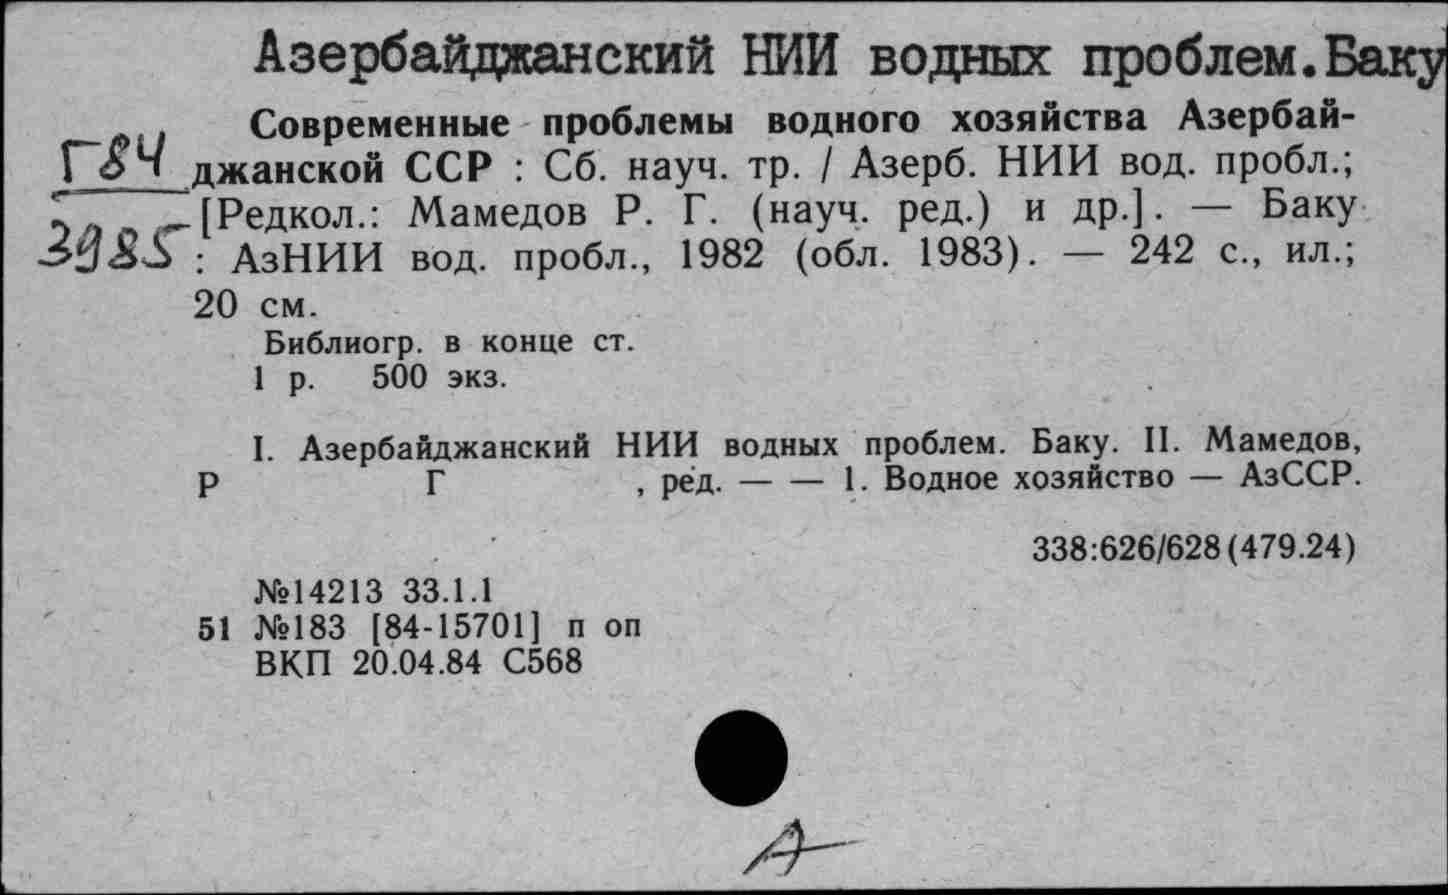 Азербайджанский НИИ водных проблем.Баку
Современные проблемы водного хозяйства Азербай-
Г84 джанской ССР : Сб. науч. тр. / Азерб. НИИ вод. пробл.;
[Редкол.: Мамедов Р. Г. (науч. ред.) и др.]. — Баку
3985 : АзНИИ вод. пробл., 1982 (обл. 1983). — 242 с., ил.;
20 см.
Библиогр. в конце ст.
1 р. 500 экз.
I. Азербайджанский НИИ водных проблем. Баку. II. Мамедов,
Р Г , ред. — — 1. Водное хозяйство — АзССР.
338:626/628(479.24)
№14213 33.1.1
51 №183 [84-15701] п оп
ВКП 20.04.84 С568
А